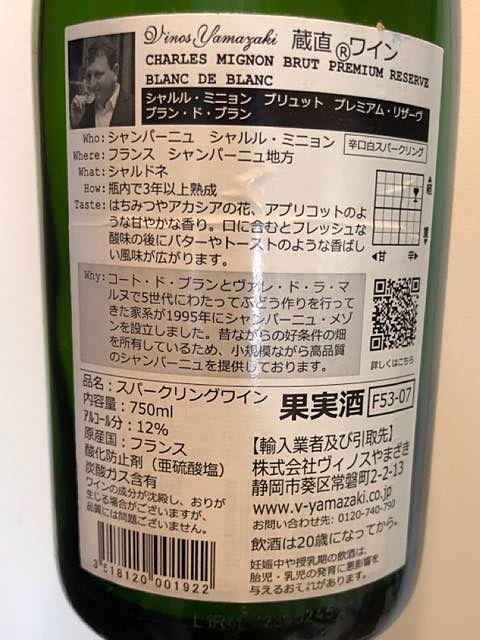 Vinos Yamazaki 蔵直®ワイン
CHARLES MIGNON BRUT PREMIUM RESERVE
BLANC DE BLANC
シャルル・ミニョン ブリュット プレミアム・リザーヴ
ブラン・ド・ブラン
Who: シャンパーニュ シャルル・ミニョン
辛口白スパークリング
Where: フランス シャンパーニュ地方
What: シャルドネ
How: 瓶内で3年以上熟成
Taste: はちみつやアカシアの花、アプリコットのよ
うな甘やかな香り。口に含むとフレッシュな
酸味の後にバターやトーストのような香ばし
い風味が広がります。
軽
重
甘 辛
Why: コート・ド・ブランとヴァレ・ド・ラ・マ
ルヌで5世代にわたってぶどう作りを行って
きた家系が1995年にシャンパーニュ・メゾ
ンを設立しました。昔ながらの好条件の畑
を所有しているため、小規模ながら高品質
のシャンパーニュを提供しております。
詳しくはこちら
品名:スパークリングワイン
内容量:750ml
アルコール分:12%
原産国:フランス
酸化防止剤(亜硫酸塩)
炭酸ガス含有
ワインの成分が沈殿し、おりが
生じる場合がございますが、
品質には問題ございません。
3 518120 001922
果実酒 F53-07
【輸入業者及び引取先】
株式会社ヴィノスやまざき
静岡市葵区常磐町2-2-13
www.v-yamazaki.co.jp
お問い合わせ先:0120-740-790
飲酒は20歳になってから。
妊娠中や授乳期の飲酒は、
胎児・乳児の発育に悪影響を
与えるおそれがあります。